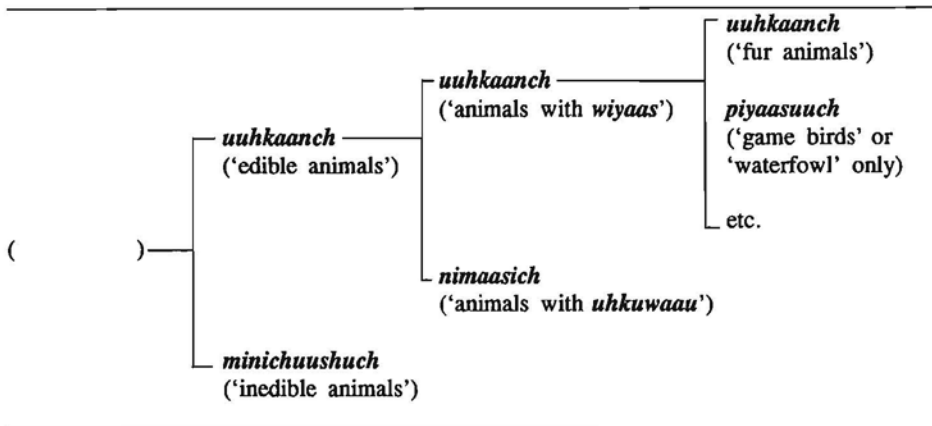 uuhkaanch
('fur animals')
uuhkaanch
('animals with wiyaas')
piyaasuuch
('game birds' or
'waterfowl' only)
uuhkaanch
('edible animals')
etc.
( )
nimaasich
('animals with uhkuwaau')
minichuushuch
('inedible animals')